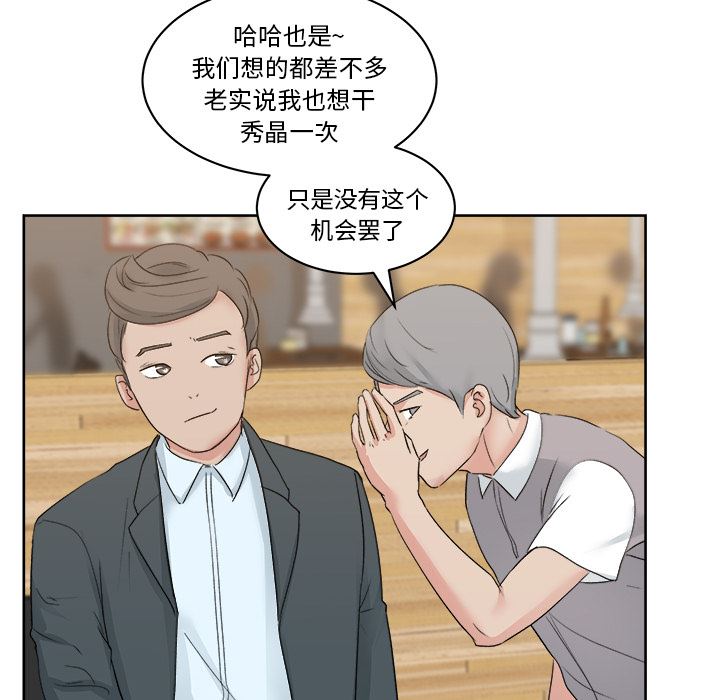 哈哈也是~
我们想的都差不多
老实说我也想干
秀晶一次
只是没有这个
机会罢了